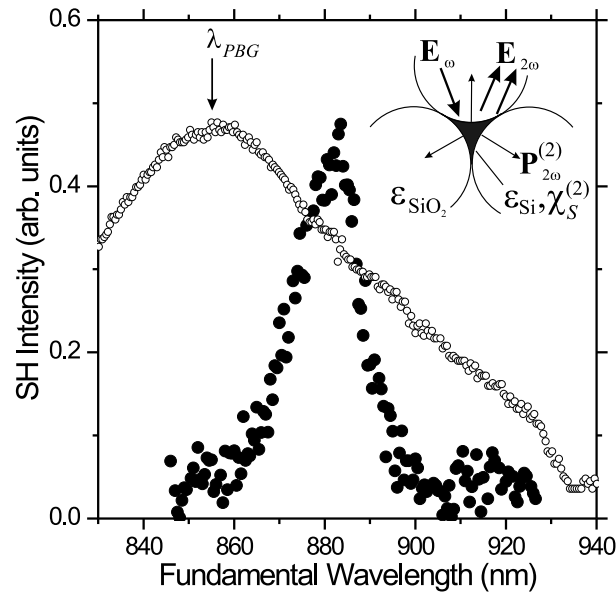 0.6
0.4
0.2
0.0
SH Intensity (arb. units)
λPBG
Eω
E2ω
P(2)2ω
εSiO2
εSi,χS(2)
840
860
880
900
920
940
Fundamental Wavelength (nm)